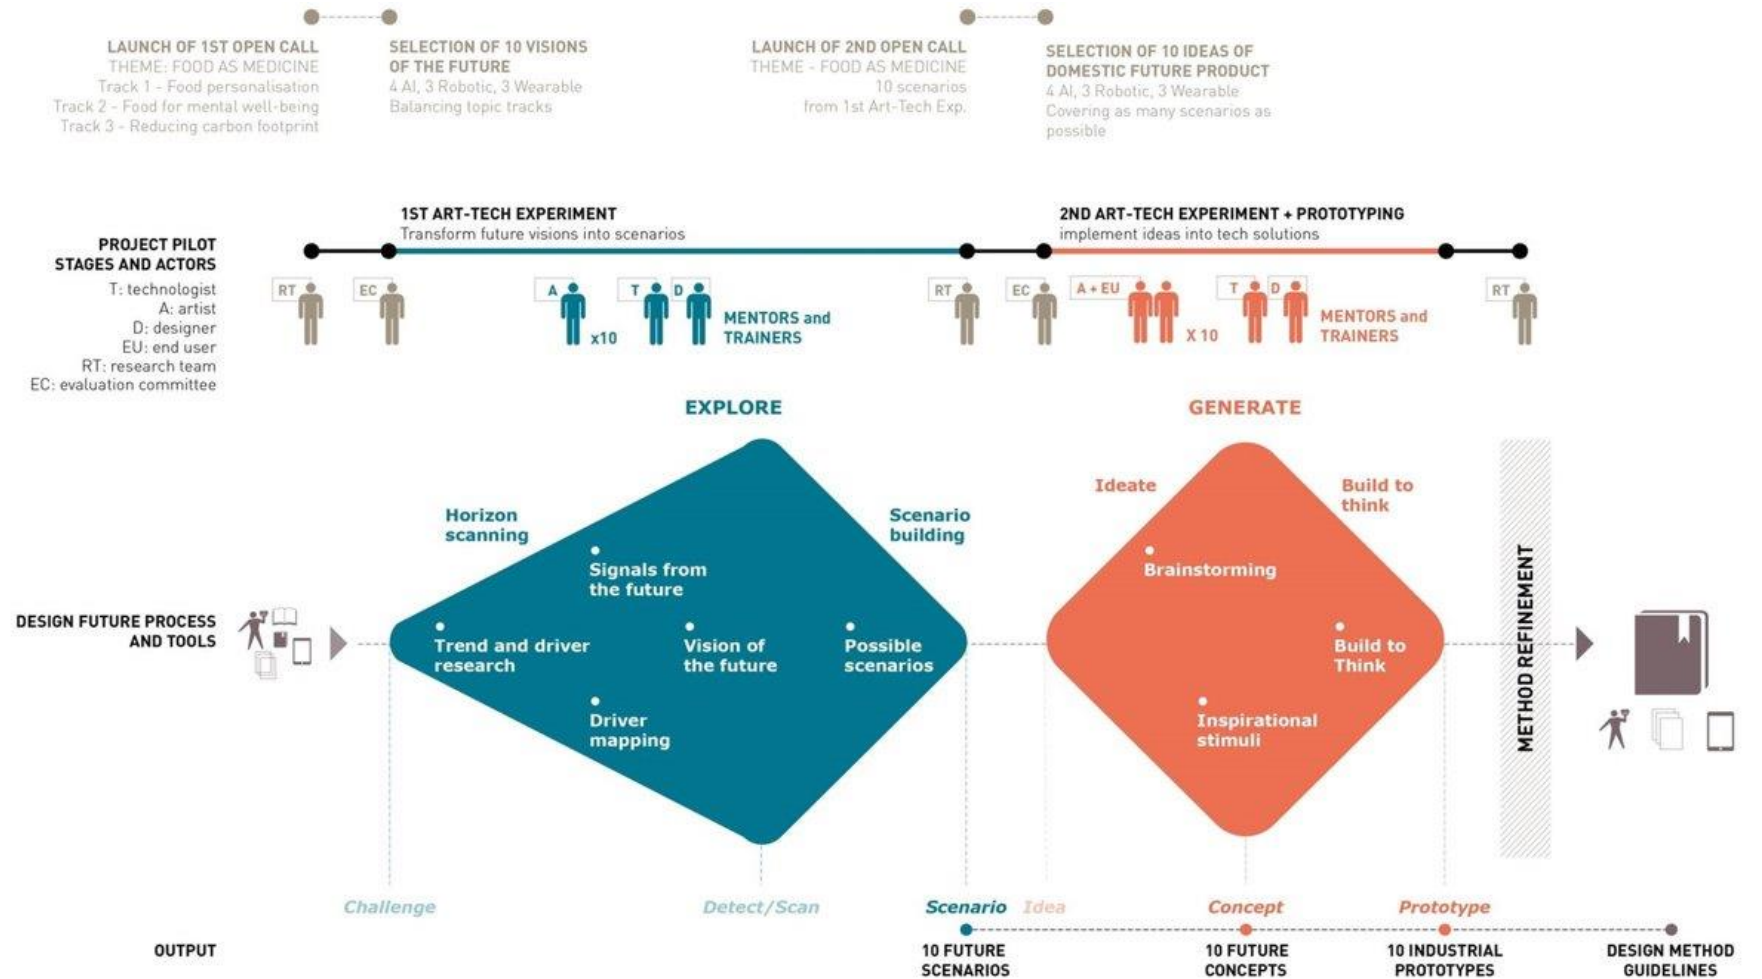 LAUNCH OF 1ST OPEN CALL
THEME: FOOD AS MEDICINE
Track 1 - Food personalisation
Track 2 - Food for mental well-being
Track 3 - Reducing carbon footprint
SELECTION OF 10 VISIONS
OF THE FUTURE
4 AI, 3 Robotic, 3 Wearable
Balancing topic tracks
LAUNCH OF 2ND OPEN CALL
THEME - FOOD AS MEDICINE
10 scenarios
from 1st Art-Tech Exp.
SELECTION OF 10 IDEAS OF
DOMESTIC FUTURE PRODUCT
4 AI, 3 Robotic, 3 Wearable
Covering as many scenarios as
possible
PROJECT PILOT
STAGES AND ACTORS
T: technologist
A: artist
D: designer
EU: end user
RT: research team
EC: evaluation committee
1ST ART-TECH EXPERIMENT
Transform future visions into scenarios
2ND ART-TECH EXPERIMENT + PROTOTYPING
implement ideas into tech solutions
RT
EC
A
x10
T
D
MENTORS and
TRAINERS
RT
EC
A + EU
X 10
T
D
MENTORS and
TRAINERS
RT
EXPLORE
GENERATE
Horizon
scanning
Scenario
building
Ideate
Build to
think
DESIGN FUTURE PROCESS
AND TOOLS
Signals from
the future
Trend and driver
research
Vision of
the future
Possible
scenarios
Driver
mapping
Brainstorming
Build to
Think
Inspirational
stimuli
METHOD REFINEMENT
Challenge
Detect/Scan
Scenario
Idea
Concept
Prototype
OUTPUT
10 FUTURE
SCENARIOS
10 FUTURE
CONCEPTS
10 INDUSTRIAL
PROTOTYPES
DESIGN METHOD
GUIDELINES